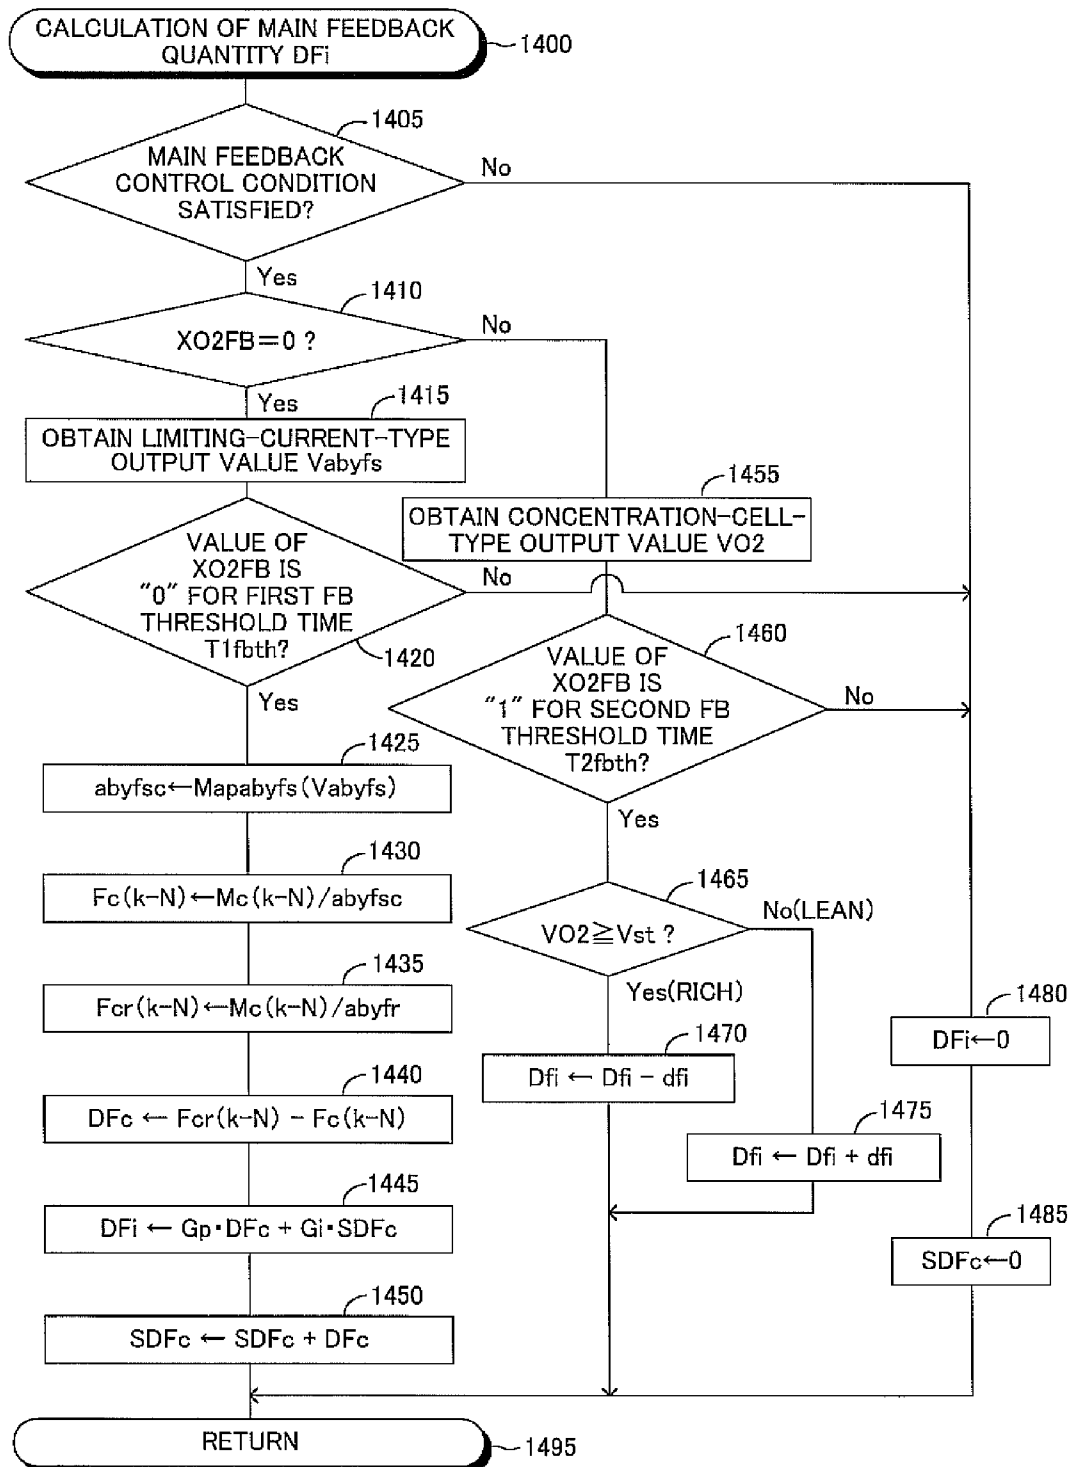 CALCULATION OF MAIN FEEDBACK
QUANTITY DFi
1400
1405
MAIN FEEDBACK
CONTROL CONDITION
SATISFIED?
No
Yes
1410
XO2FB=0 ?
No
Yes
1415
OBTAIN LIMITING-CURRENT-TYPE
OUTPUT VALUE Vabyfs
1455
OBTAIN CONCENTRATION-CELL-
TYPE OUTPUT VALUE VO2
VALUE OF
XO2FB IS
"0" FOR FIRST FB
THRESHOLD TIME
T1fbth?
No
1420
Yes
1460
VALUE OF
XO2FB IS
"1" FOR SECOND FB
THRESHOLD TIME
T2fbth?
No
Yes
1425
abyfsc←Mapabyfs(Vabyfs)
1430
Fc(k-N)←Mc(k-N)/abyfsc
1465
VO2≧Vst ?
No(LEAN)
Yes(RICH)
1435
Fcr(k-N)←Mc(k-N)/abyfr
1470
Dfi ← Dfi - dfi
1480
DFi←0
1440
DFc ← Fcr(k-N) - Fc(k-N)
1475
Dfi ← Dfi + dfi
1445
DFi ← Gp·DFc + Gi·SDFc
1485
SDFc←0
1450
SDFc ← SDFc + DFc
RETURN
1495